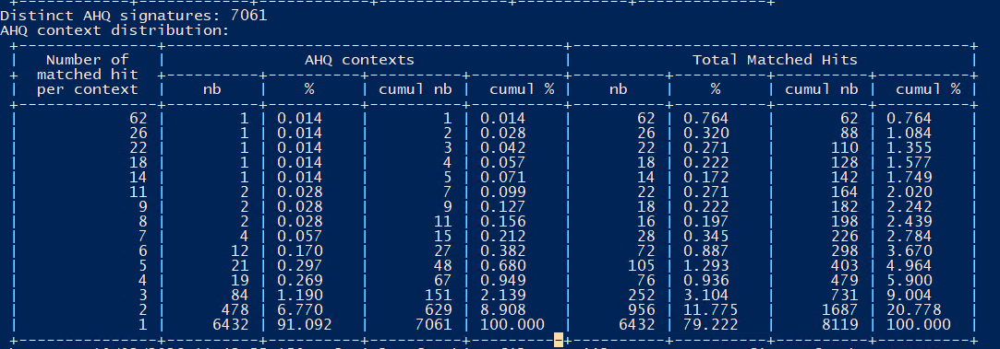 Distinct AHQ signatures: 7061
AHQ context distribution:
Number of | AHQ contexts | Total Matched Hits
matched hit
per context | nb | % | cumul nb | cumul % | nb | % | cumul nb | cumul %
62 | 1 | 0.014 | 1 | 0.014 | 62 | 0.764 | 62 | 0.764
26 | 1 | 0.014 | 2 | 0.028 | 26 | 0.320 | 88 | 1.084
22 | 1 | 0.014 | 3 | 0.042 | 22 | 0.271 | 110 | 1.355
18 | 1 | 0.014 | 4 | 0.057 | 18 | 0.222 | 128 | 1.577
14 | 1 | 0.014 | 5 | 0.071 | 14 | 0.172 | 142 | 1.749
11 | 2 | 0.028 | 7 | 0.099 | 22 | 0.271 | 164 | 2.020
9 | 2 | 0.028 | 9 | 0.127 | 18 | 0.222 | 182 | 2.242
8 | 2 | 0.028 | 11 | 0.156 | 16 | 0.197 | 198 | 2.439
7 | 4 | 0.057 | 15 | 0.212 | 28 | 0.345 | 226 | 2.784
6 | 12 | 0.170 | 27 | 0.382 | 72 | 0.887 | 298 | 3.670
5 | 21 | 0.297 | 48 | 0.680 | 105 | 1.293 | 403 | 4.964
4 | 19 | 0.269 | 67 | 0.949 | 76 | 0.936 | 479 | 5.900
3 | 84 | 1.190 | 151 | 2.139 | 252 | 3.104 | 731 | 9.004
2 | 478 | 6.770 | 629 | 8.908 | 956 | 11.775 | 1687 | 20.778
1 | 6432 | 91.092 | 7061 | 100.000 | 6432 | 79.222 | 8119 | 100.000